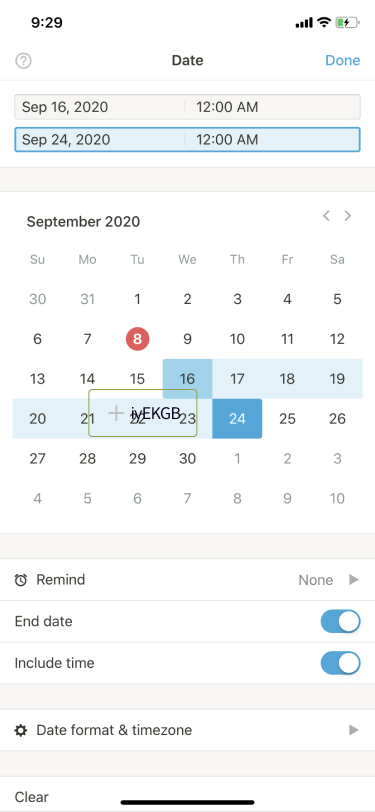 9:29
Date Done
Sep 16, 2020 12:00 AM
Sep 24, 2020 12:00 AM
September 2020
Su Mo Tu We Th Fr Sa
30 31 1 2 3 4 5
6 7 8 9 10 11 12
13 14 15 16 17 18 19
20 21 22 23 24 25 26
+ iyEKGB
27 28 29 30 1 2 3
4 5 6 7 8 9 10
Remind None
End date
Include time
Date format & timezone
Clear